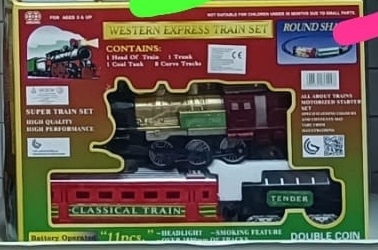 FOR AGES 3 & UP
NOT SUITABLE FOR CHILDREN UNDER 36 MONTHS DUE TO SMALL PARTS.
WESTERN EXPRESS TRAIN SET
ROUND SH
CONTAINS:
1 Head Of Train 1 Trunk
1 Coal Tank 8 Curve Tracks
CE
SUPER TRAIN SET
HIGH QUALITY
HIGH PERFORMANCE
ALL ABOUT TRAINS
MOTORIZED STARTER
SET
CLASSICAL TRAIN
TENDER
Battery Operated "11pcs." HEADLIGHT - SMOKING FEATURE
DOUBLE COIN